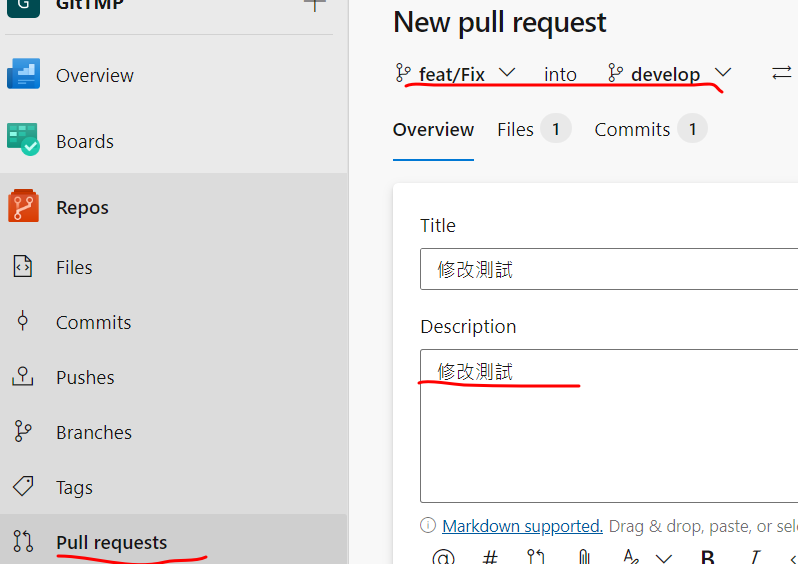 GitTMP
Overview
Boards
Repos
Files
Commits
Pushes
Branches
Tags
Pull requests
New pull request
feat/Fix into develop
Overview Files 1 Commits 1
Title
修改測試
Description
修改測試
Markdown supported. Drag & drop, paste, or sele
@ # B I